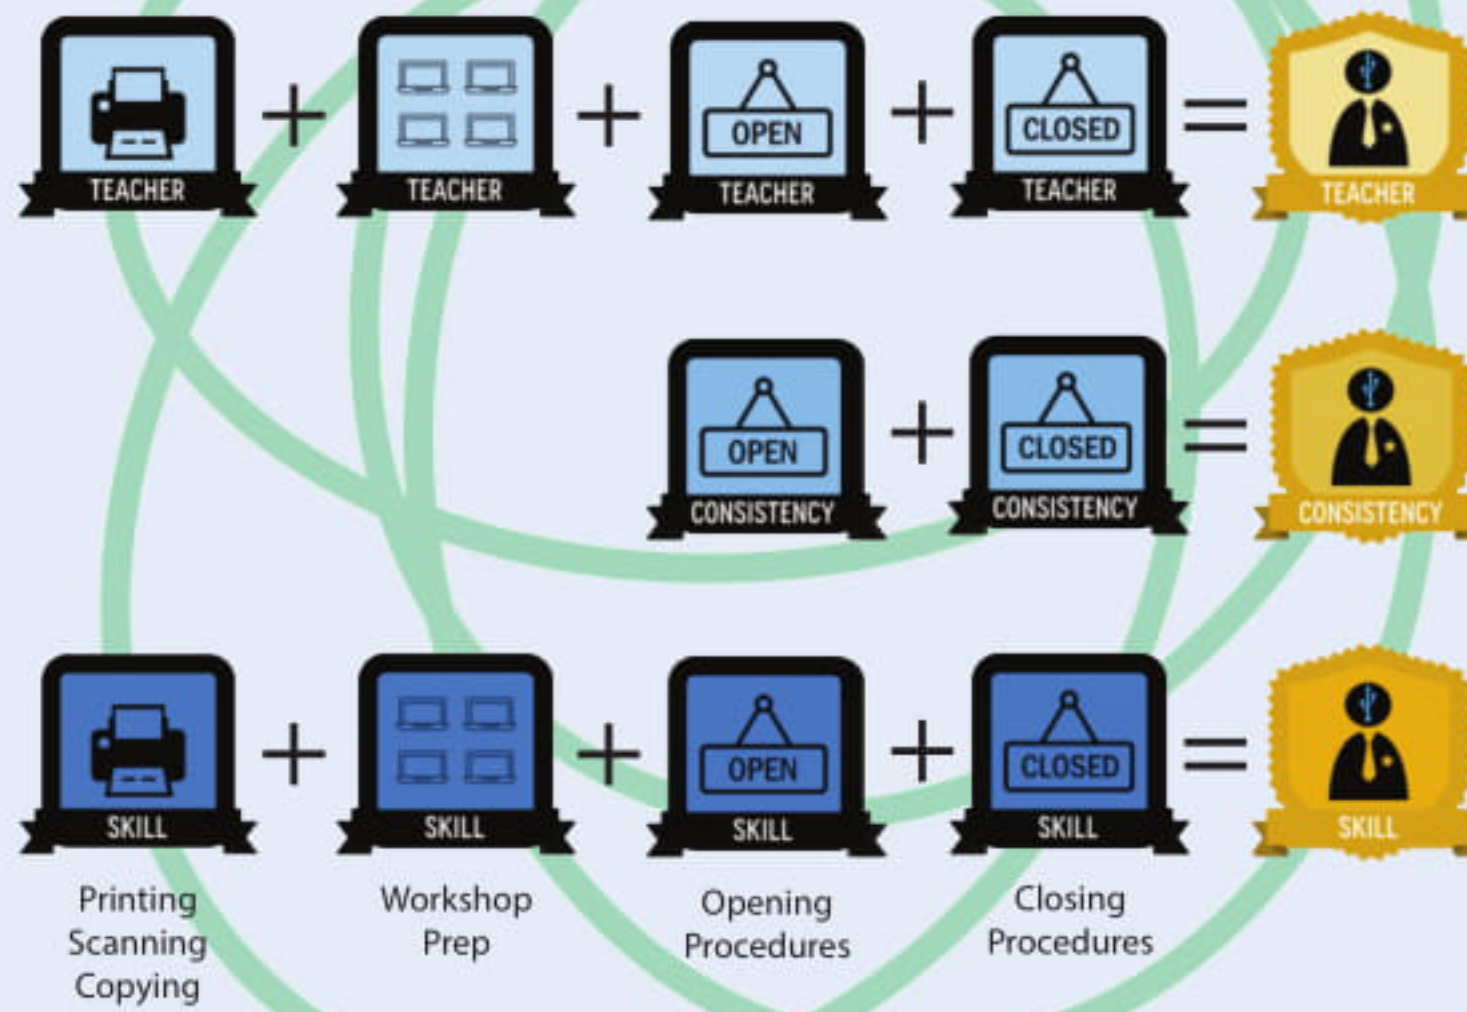 OPEN
CLOSED
TEACHER
TEACHER
TEACHER
TEACHER
TEACHER
OPEN
CLOSED
CONSISTENCY
CONSISTENCY
CONSISTENCY
OPEN
CLOSED
SKILL
SKILL
SKILL
SKILL
SKILL
Printing
Scanning
Copying
Workshop
Prep
Opening
Procedures
Closing
Procedures